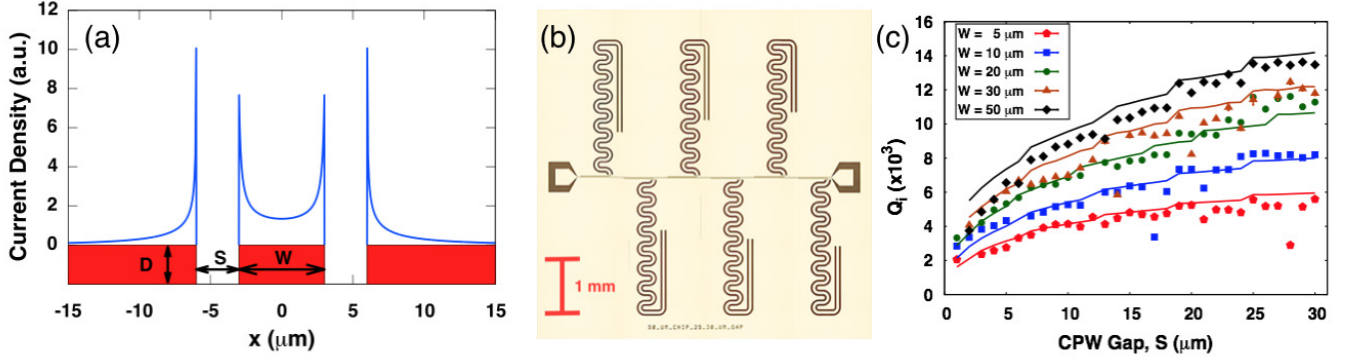 (a)
Current Density (a.u.)
12
10
8
6
4
2
0
D
S
W
-15
-10
-5
0
5
10
15
x (μm)
(b)
1 mm
(c)
Q_i (x10³)
16
14
12
10
8
6
4
2
0
W = 5 μm
W = 10 μm
W = 20 μm
W = 30 μm
W = 50 μm
0
5
10
15
20
25
30
CPW Gap, S (μm)